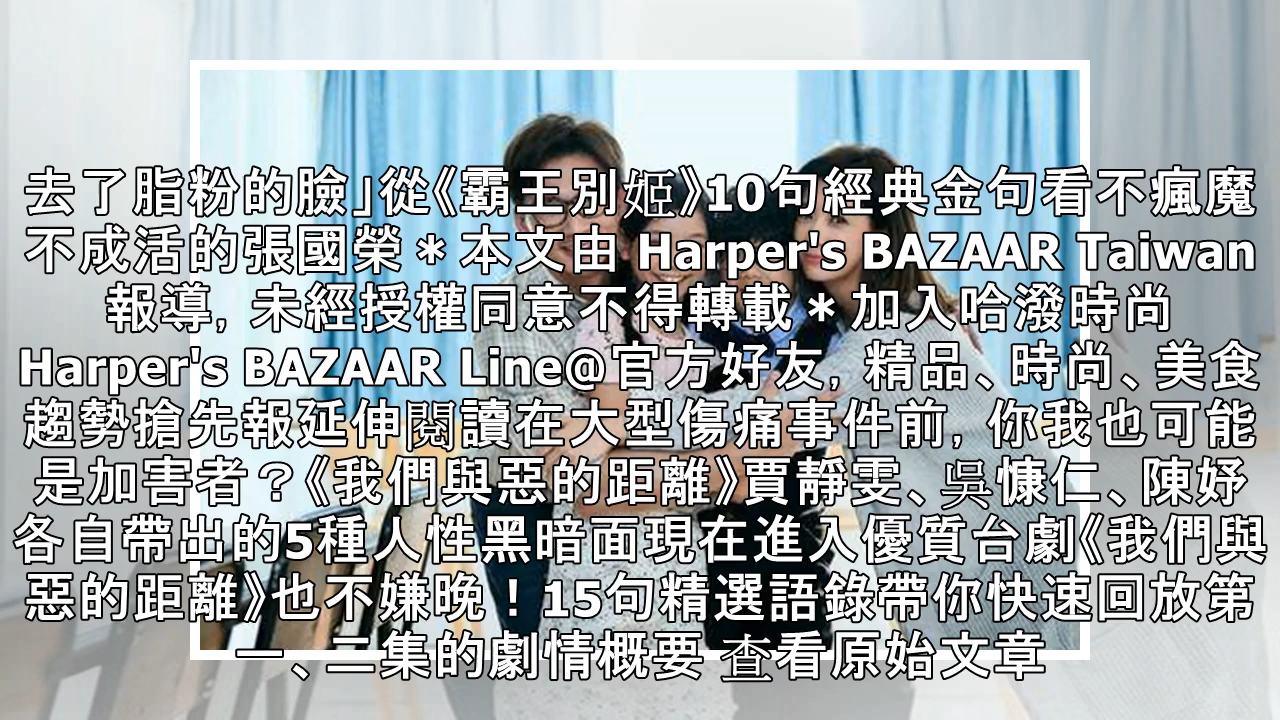 去了脂粉的臉」從《霸王別姬》10句經典金句看不瘋魔
不成活的張國榮＊本文由 Harper's BAZAAR Taiwan
報導, 未經授權同意不得轉載＊加入哈潑時尚
Harper's BAZAAR Line@官方好友, 精品、時尚、美食
趨勢搶先報延伸閱讀在大型傷痛事件前, 你我也可能
是加害者？《我們與惡的距離》賈靜雯、吳慷仁、陳妤
各自帶出的5種人性黑暗面現在進入優質台劇《我們與
惡的距離》也不嫌晚！15句精選語錄帶你快速回放第
一、二集的劇情概要 查看原始文章